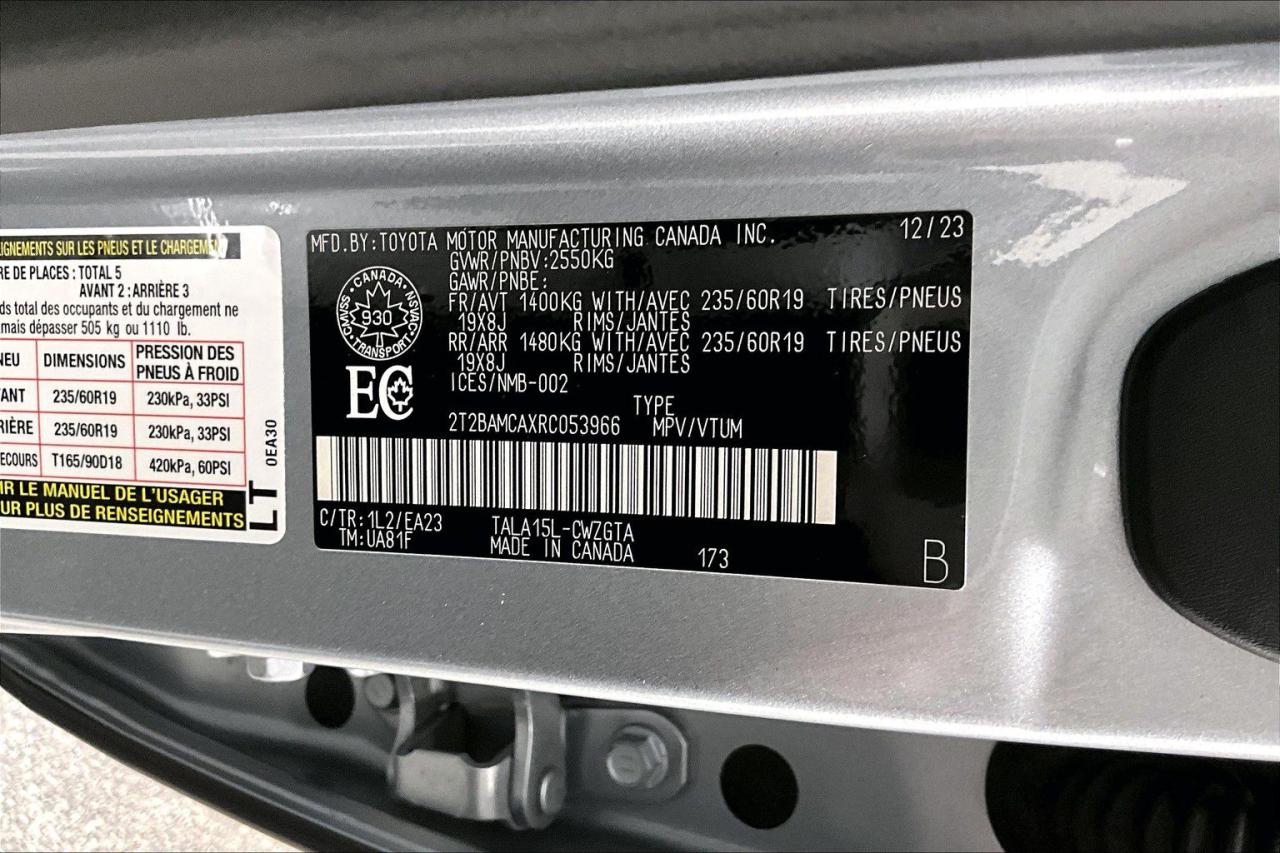 IGNEMENTS SUR LES PNEUS ET LE CHARGEMENT
RE DE PLACES : TOTAL 5
AVANT 2 : ARRIÈRE 3
ds total des occupants et du chargement ne
mais dépasser 505 kg ou 1110 lb.
NEU DIMENSIONS PRESSION DES PNEUS À FROID
ANT 235/60R19 230kPa, 33PSI
IÈRE 235/60R19 230kPa, 33PSI
ECOURS T165/90D18 420kPa, 60PSI
IR LE MANUEL DE L'USAGER
UR PLUS DE RENSEIGNEMENTS
LT 0EA30
MFD.BY:TOYOTA MOTOR MANUFACTURING CANADA INC. 12/23
GVWR/PNBV:2550KG
GAWR/PNBE:
FR/AVT 1400KG WITH/AVEC 235/60R19 TIRES/PNEUS
19X8J RIMS/JANTES
RR/ARR 1480KG WITH/AVEC 235/60R19 TIRES/PNEUS
19X8J RIMS/JANTES
ICES/NMB-002
CANADA
CMVSS 930 NSVAC
TRANSPORT
EC
TYPE
2T2BAMCAXRC053966 MPV/VTUM
C/TR:1L2/EA23 TALA15L-CWZGTA
TM:UA81F MADE IN CANADA 173
B